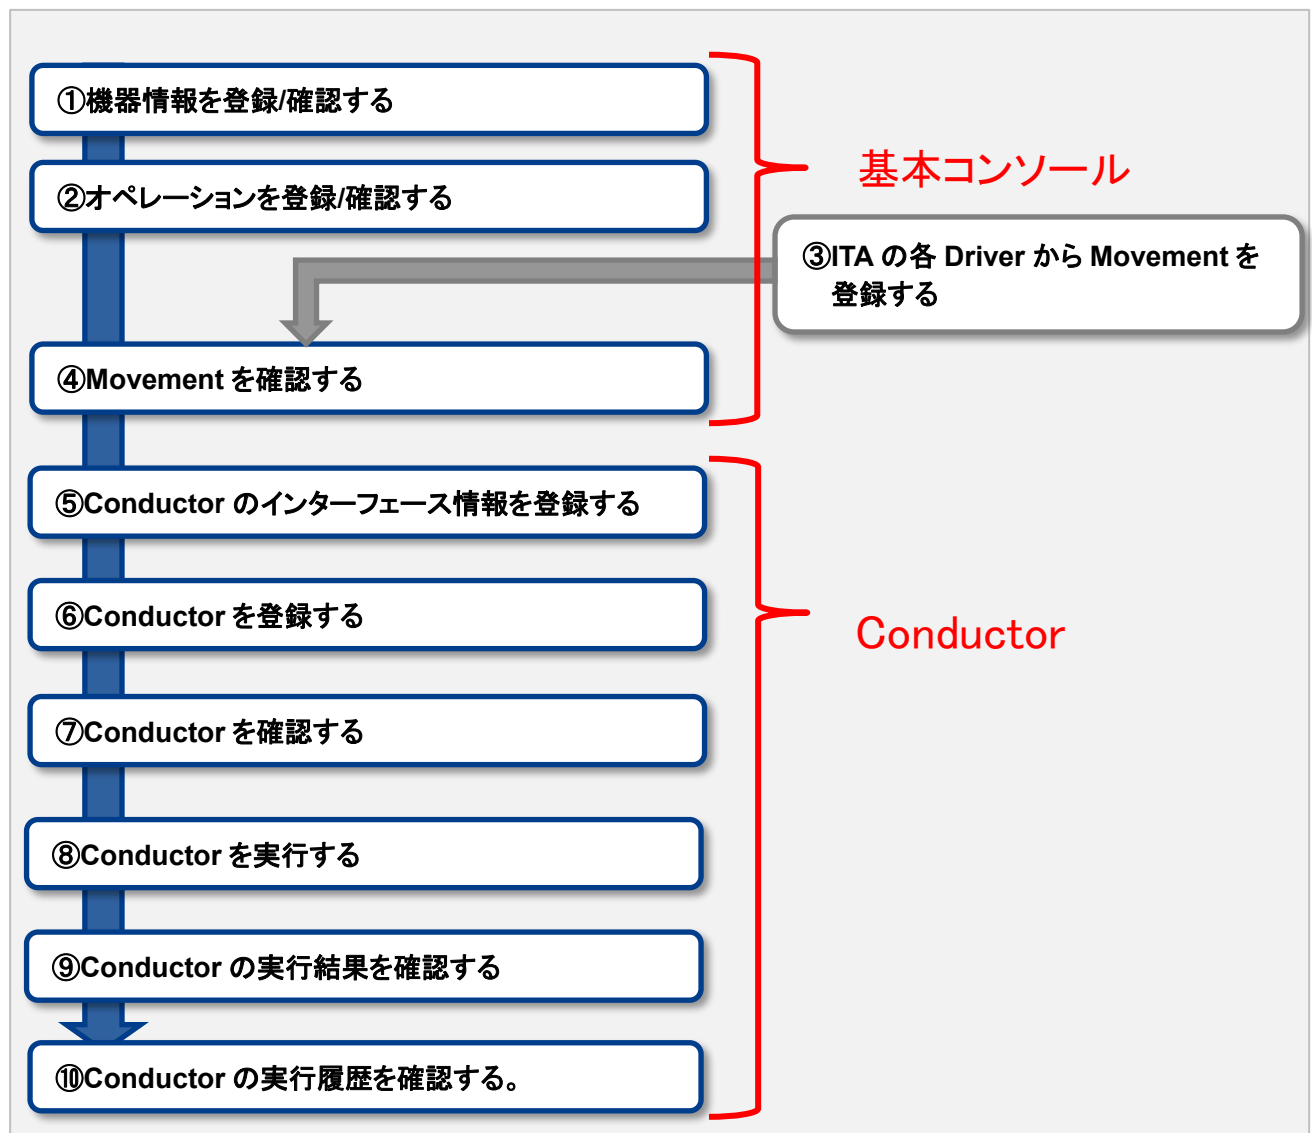 ①機器情報を登録/確認する
基本コンソール
②オペレーションを登録/確認する
③ITA の各 Driver から Movement を
登録する
④Movement を確認する
⑤Conductor のインターフェース情報を登録する
⑥Conductor を登録する
Conductor
⑦Conductor を確認する
⑧Conductor を実行する
⑨Conductor の実行結果を確認する
⑩Conductor の実行履歴を確認する。